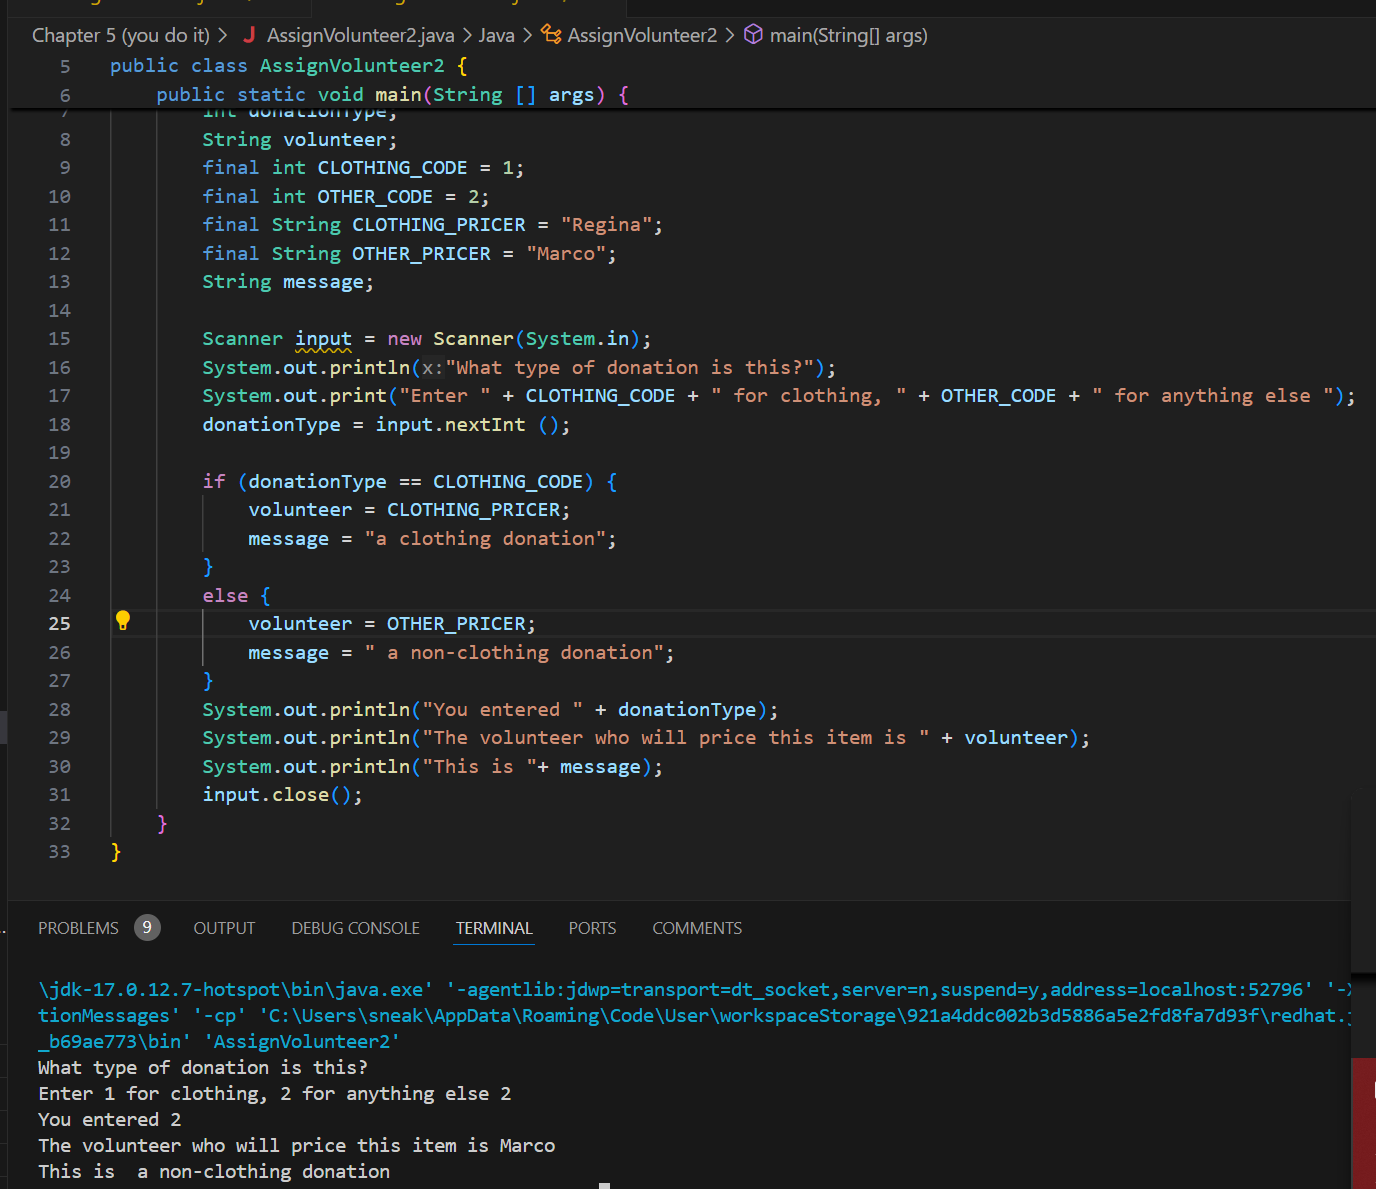 Chapter 5 (you do it) > J AssignVolunteer2.java > Java > AssignVolunteer2 > main(String[] args)
5 public class AssignVolunteer2 {
6 public static void main(String [] args) {
7 int donationType;
8 String volunteer;
9 final int CLOTHING_CODE = 1;
10 final int OTHER_CODE = 2;
11 final String CLOTHING_PRICER = "Regina";
12 final String OTHER_PRICER = "Marco";
13 String message;
14
15 Scanner input = new Scanner(System.in);
16 System.out.println(x:"What type of donation is this?");
17 System.out.print("Enter " + CLOTHING_CODE + " for clothing, " + OTHER_CODE + " for anything else ");
18 donationType = input.nextInt ();
19
20 if (donationType == CLOTHING_CODE) {
21 volunteer = CLOTHING_PRICER;
22 message = "a clothing donation";
23 }
24 else {
25 volunteer = OTHER_PRICER;
26 message = " a non-clothing donation";
27 }
28 System.out.println("You entered " + donationType);
29 System.out.println("The volunteer who will price this item is " + volunteer);
30 System.out.println("This is "+ message);
31 input.close();
32 }
33 }
PROBLEMS 9 OUTPUT DEBUG CONSOLE TERMINAL PORTS COMMENTS
\jdk-17.0.12.7-hotspot\bin\java.exe' '-agentlib:jdwp=transport=dt_socket,server=n,suspend=y,address=localhost:52796' '-X
tionMessages' '-cp' 'C:\Users\sneak\AppData\Roaming\Code\User\workspaceStorage\921a4ddc002b3d5886a5e2fd8fa7d93f\redhat.j
_b69ae773\bin' 'AssignVolunteer2'
What type of donation is this?
Enter 1 for clothing, 2 for anything else 2
You entered 2
The volunteer who will price this item is Marco
This is  a non-clothing donation